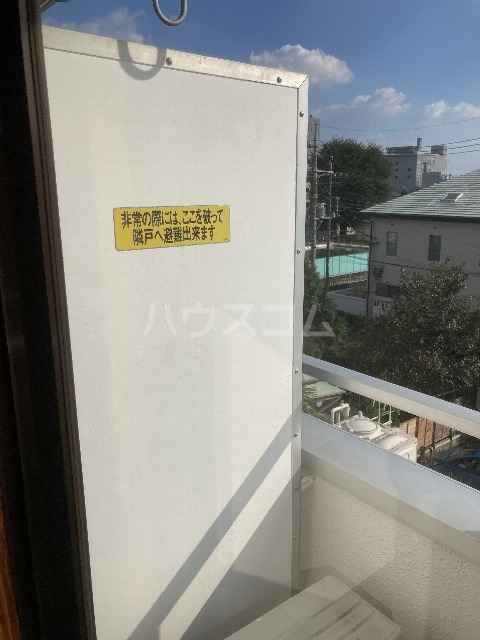 非常の際には、ここを破って
隣戸へ避難出来ます
ハウスコム